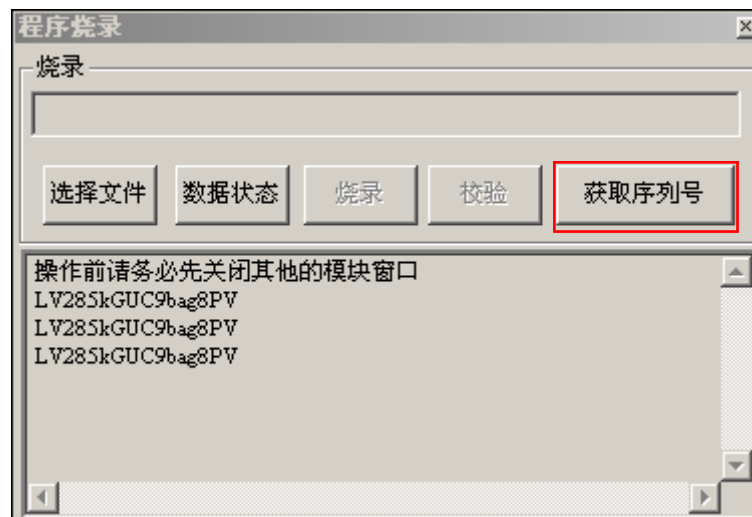 程序烧录
烧录
选择文件 数据状态 烧录 校验 获取序列号
操作前请务必先关闭其他的模块窗口
LV285kGUC9bag8PV
LV285kGUC9bag8PV
LV285kGUC9bag8PV